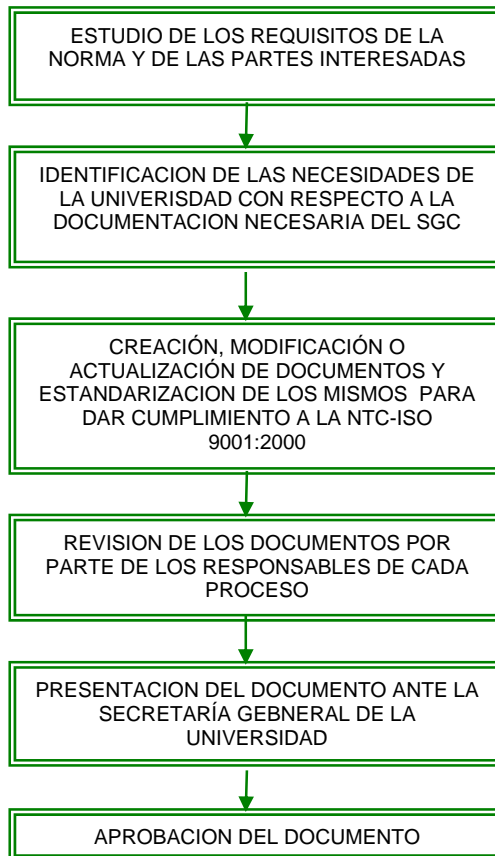 ESTUDIO DE LOS REQUISITOS DE LA
NORMA Y DE LAS PARTES INTERESADAS
IDENTIFICACION DE LAS NECESIDADES DE
LA UNIVERISDAD CON RESPECTO A LA
DOCUMENTACION NECESARIA DEL SGC
CREACIÓN, MODIFICACIÓN O
ACTUALIZACIÓN DE DOCUMENTOS Y
ESTANDARIZACION DE LOS MISMOS PARA
DAR CUMPLIMIENTO A LA NTC-ISO
9001:2000
REVISION DE LOS DOCUMENTOS POR
PARTE DE LOS RESPONSABLES DE CADA
PROCESO
PRESENTACION DEL DOCUMENTO ANTE LA
SECRETARÍA GEBNERAL DE LA
UNIVERSIDAD
APROBACION DEL DOCUMENTO